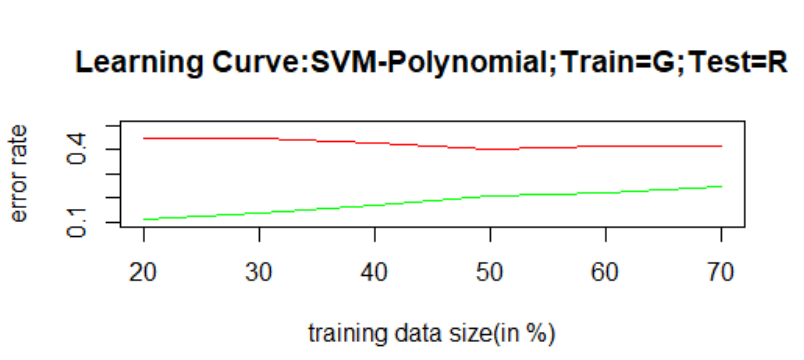 Learning Curve:SVM-Polynomial;Train=G;Test=R
error rate
0.4
0.1
20 30 40 50 60 70
training data size(in %)